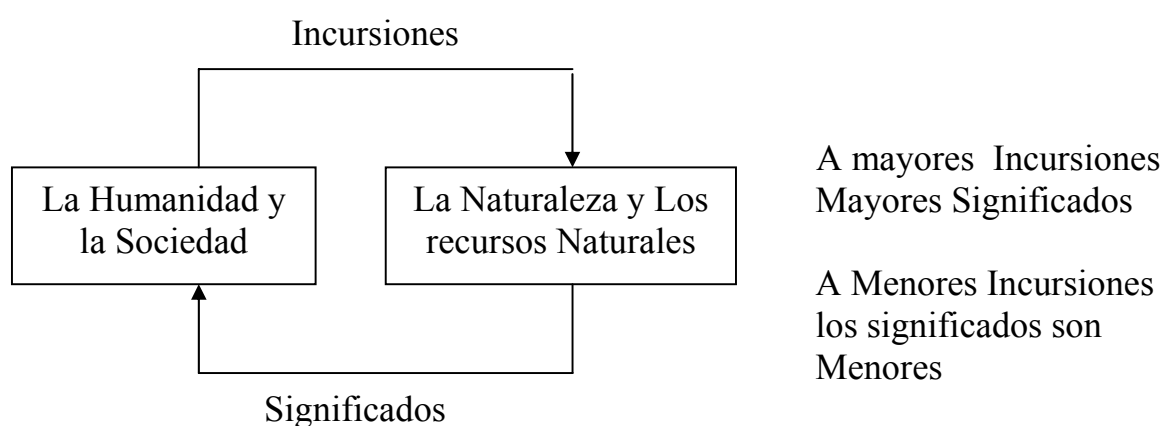 Incursiones
La Humanidad y
la Sociedad
La Naturaleza y Los
recursos Naturales
Significados
A mayores Incursiones
Mayores Significados
A Menores Incursiones
los significados son
Menores